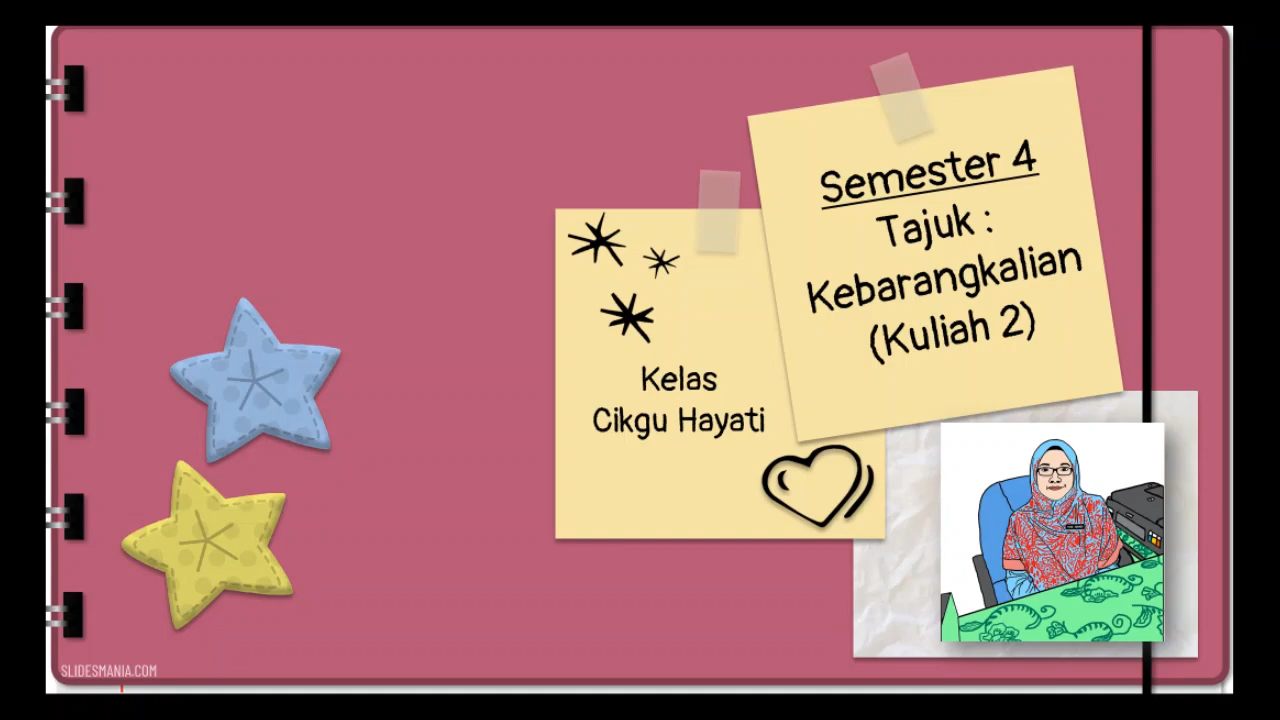 Semester 4
Tajuk :
Kebarangkalian
(Kuliah 2)
Kelas
Cikgu Hayati
SLIDESMANIA.COM